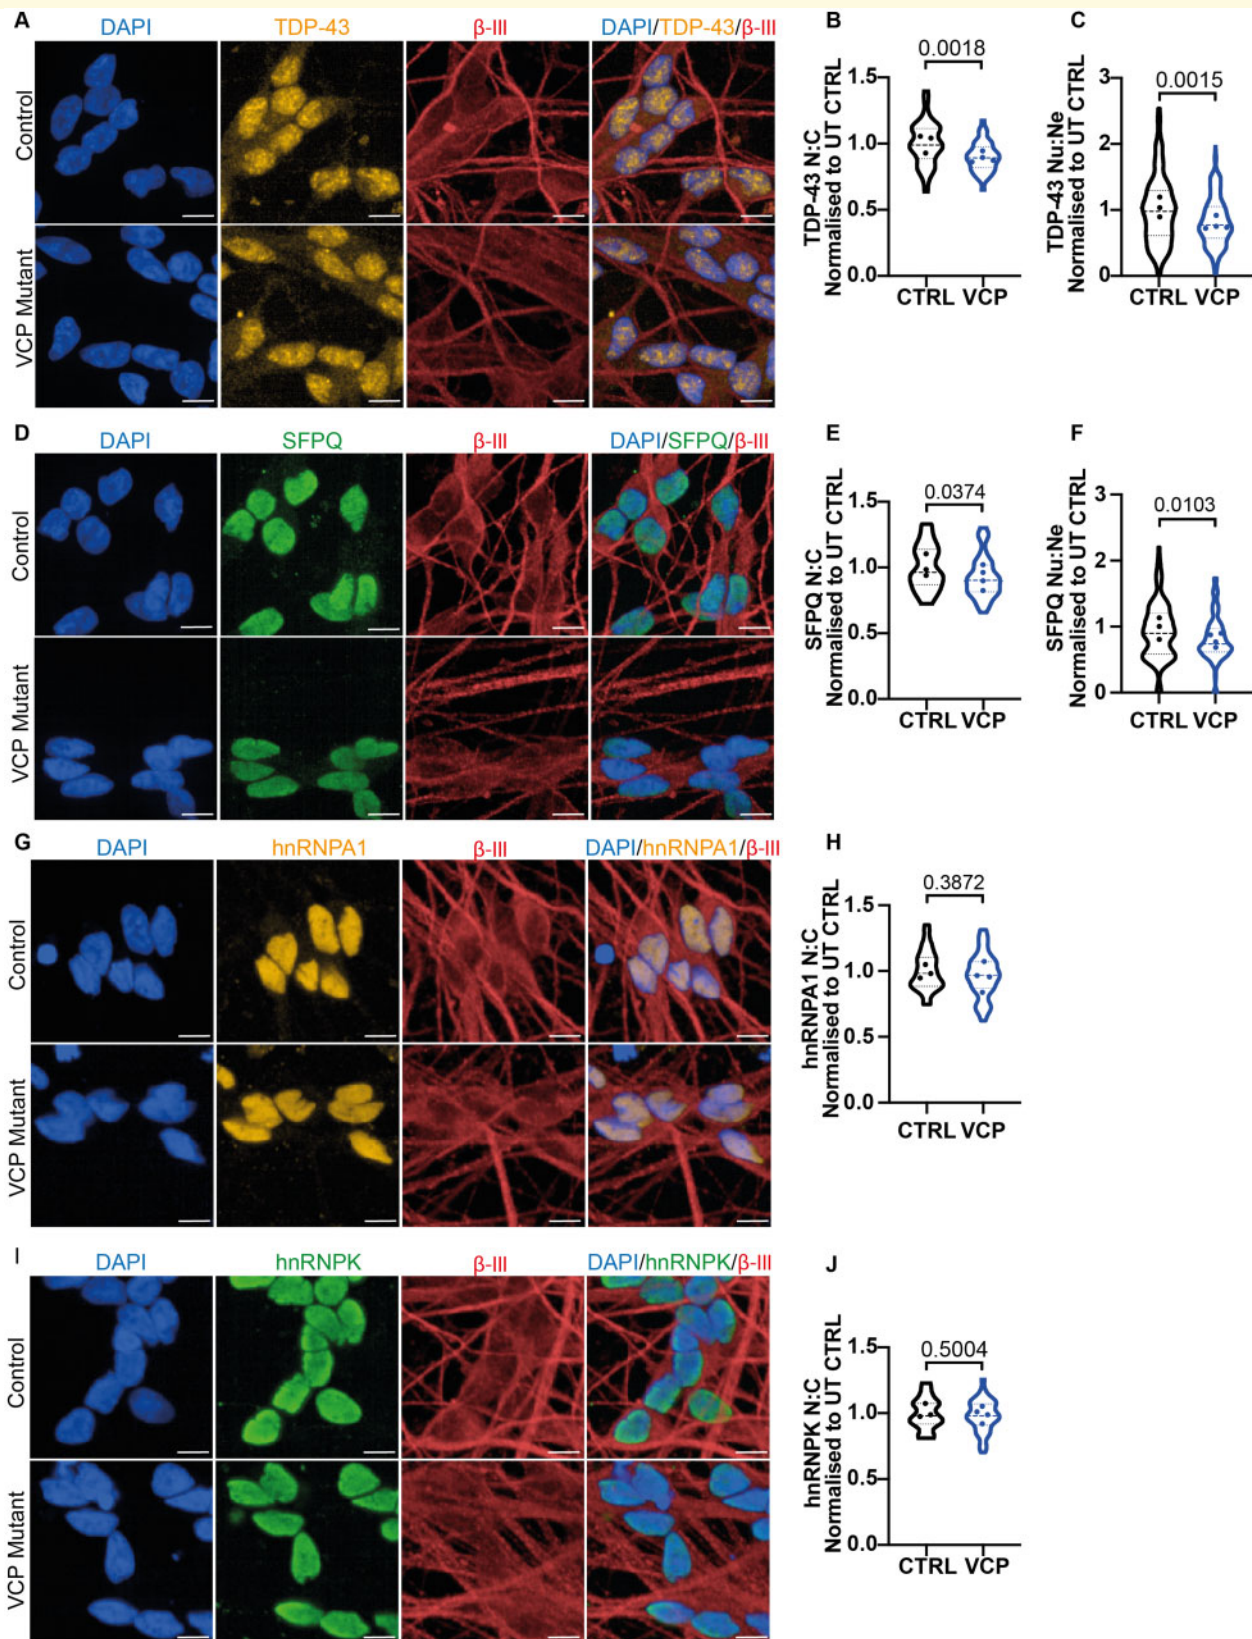 A
DAPI
TDP-43
β-III
DAPI/TDP-43/β-III
Control
VCP Mutant
B
TDP-43 N:C
Normalised to UT CTRL
0.0018
1.5
1.0
0.5
0.0
CTRL VCP
C
TDP-43 Nu:Ne
Normalised to UT CTRL
0.0015
3
2
1
0
CTRL VCP
D
DAPI
SFPQ
β-III
DAPI/SFPQ/β-III
Control
VCP Mutant
E
SFPQ N:C
Normalised to UT CTRL
0.0374
1.5
1.0
0.5
0.0
CTRL VCP
F
SFPQ Nu:Ne
Normalised to UT CTRL
0.0103
3
2
1
0
CTRL VCP
G
DAPI
hnRNPA1
β-III
DAPI/hnRNPA1/β-III
Control
VCP Mutant
H
hnRNPA1 N:C
Normalised to UT CTRL
0.3872
1.5
1.0
0.5
0.0
CTRL VCP
I
DAPI
hnRNPK
β-III
DAPI/hnRNPK/β-III
Control
VCP Mutant
J
hnRNPK N:C
Normalised to UT CTRL
0.5004
1.5
1.0
0.5
0.0
CTRL VCP